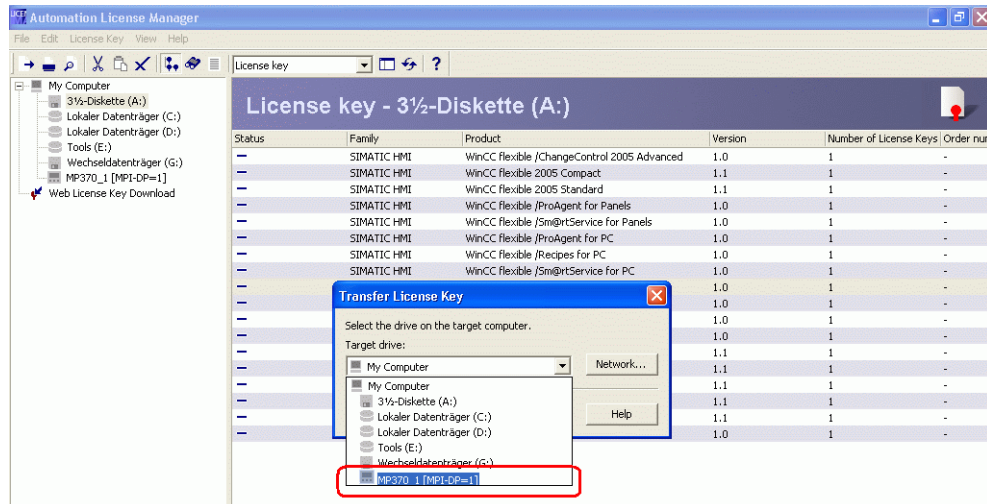 Automation License Manager
File Edit License Key View Help
License key
?
My Computer
3½-Diskette (A:)
Lokaler Datenträger (C:)
Lokaler Datenträger (D:)
Tools (E:)
Wechseldatenträger (G:)
MP370_1 [MPI-DP=1]
Web License Key Download
License key - 3½-Diskette (A:)
Status Family Product Version Number of License Keys Order nur
SIMATIC HMI WinCC flexible /ChangeControl 2005 Advanced 1.0 1 -
SIMATIC HMI WinCC flexible 2005 Compact 1.1 1 -
SIMATIC HMI WinCC flexible 2005 Standard 1.1 1 -
SIMATIC HMI WinCC flexible /ProAgent for Panels 1.0 1 -
SIMATIC HMI WinCC flexible /Sm@rtService for Panels 1.0 1 -
SIMATIC HMI WinCC flexible /ProAgent for PC 1.0 1 -
SIMATIC HMI WinCC flexible /Recipes for PC 1.0 1 -
SIMATIC HMI WinCC flexible /Sm@rtService for PC 1.0 1 -
1.0 1 -
1.0 1 -
1.0 1 -
1.0 1 -
1.1 1 -
1.1 1 -
1.1 1 -
1.1 1 -
1.1 1 -
1.0 1 -
Transfer License Key
Select the drive on the target computer.
Target drive:
My Computer
Network...
My Computer
3½-Diskette (A:)
Lokaler Datenträger (C:)
Lokaler Datenträger (D:)
Tools (E:)
Wechseldatenträger (G:)
MP370_1 [MPI-DP=1]
Help